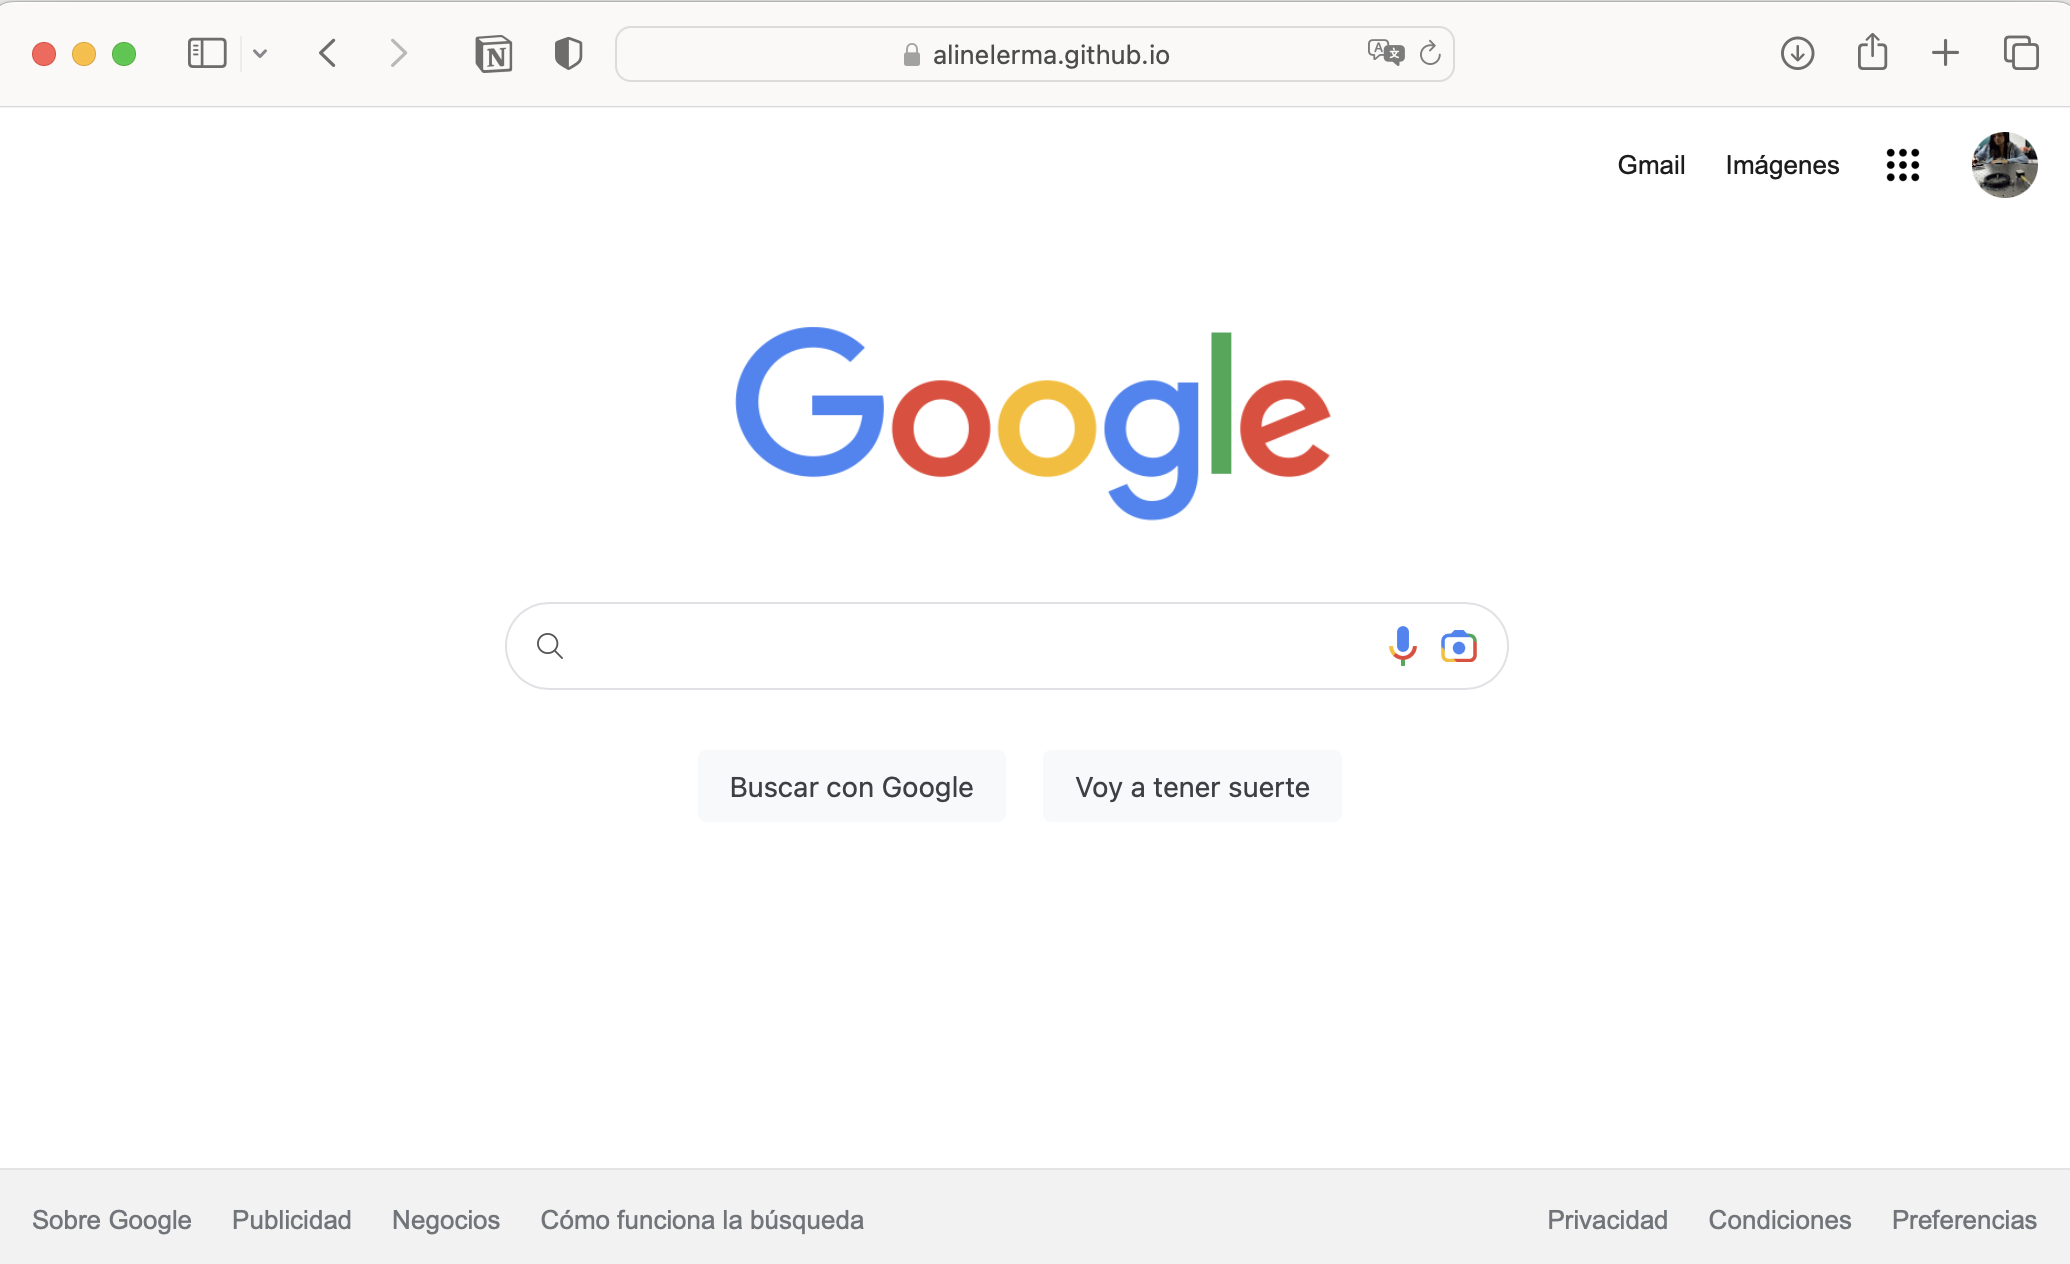 alinelerma.github.io
Gmail Imágenes
Google
Buscar con Google Voy a tener suerte
Sobre Google Publicidad Negocios Cómo funciona la búsqueda Privacidad Condiciones Preferencias